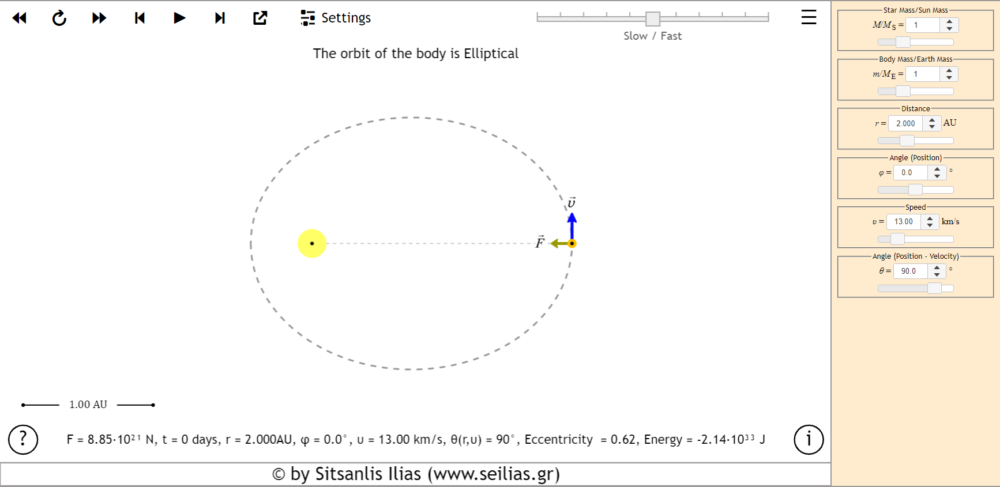 Settings
Slow / Fast
The orbit of the body is Elliptical
υ⃗
F⃗
1.00 AU
?
F = 8.85·10²¹ N, t = 0 days, r = 2.000AU, φ = 0.0°, υ = 13.00 km/s, θ(r,υ) = 90°, Eccentricity = 0.62, Energy = -2.14·10³³ J
i
© by Sitsanlis Ilias (www.seilias.gr)
Star Mass/Sun Mass
M/M_S = 1
Body Mass/Earth Mass
m/M_E = 1
Distance
r = 2.000 AU
Angle (Position)
φ = 0.0 °
Speed
υ = 13.00 km/s
Angle (Position - Velocity)
θ = 90.0 °